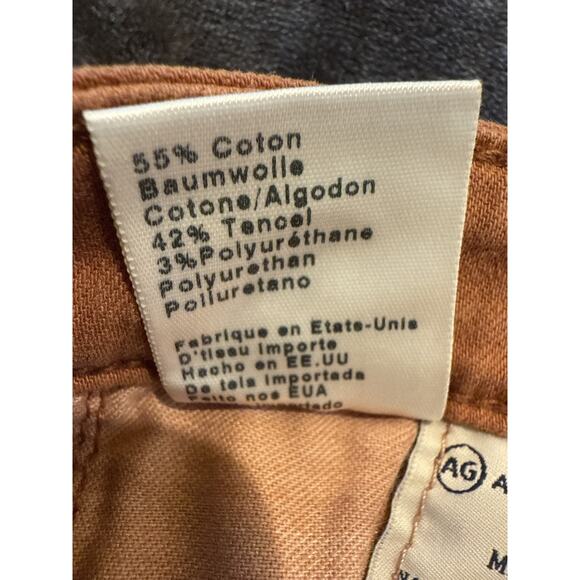 55% Coton
Baumwolle
Cotone/Algodon
42% Tencel
3%Polyuréthane
Polyurethan
Poliuretano
Fabrique en Etats-Unis
D'tissu importe
Hecho en EE.UU
De tela importada
Feito nos EUA
importado
AG A
M